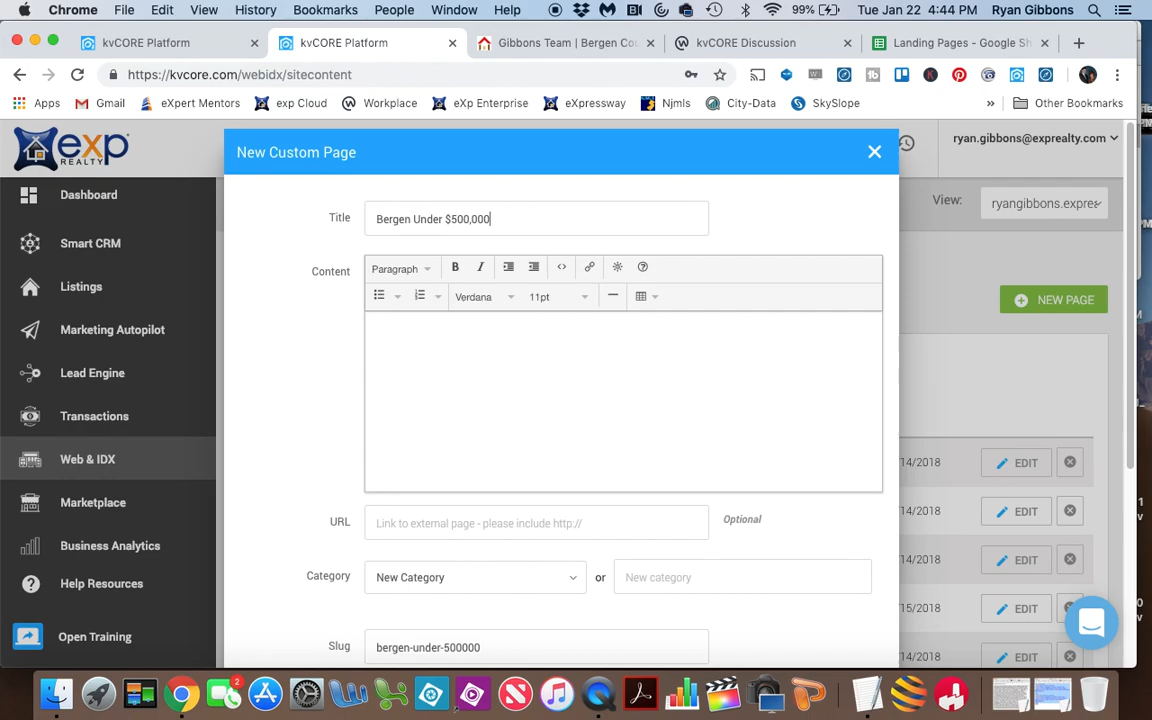 Chrome File Edit View History Bookmarks People Window Help 99% Tue Jan 22 4:44 PM Ryan Gibbons
kvCORE Platform
kvCORE Platform
Gibbons Team | Bergen Co
kvCORE Discussion
Landing Pages - Google Sh
https://kvcore.com/webidx/sitecontent
Apps Gmail eXpert Mentors exp Cloud Workplace eXp Enterprise eXpressway Njmls City-Data SkySlope » Other Bookmarks
exp
REALTY
New Custom Page
ryan.gibbons@exprealty.com
View: ryangibbons.expre
Dashboard
Smart CRM
Listings
Marketing Autopilot
Lead Engine
Transactions
Web & IDX
Marketplace
Business Analytics
Help Resources
Open Training
Title Bergen Under $500,000
Content Paragraph B I
Verdana 11pt
NEW PAGE
URL Link to external page - please include http:// Optional
Category New Category or New category
Slug bergen-under-500000
/14/2018 EDIT
/14/2018 EDIT
/14/2018 EDIT
/15/2018 EDIT
/14/2018 EDIT
2